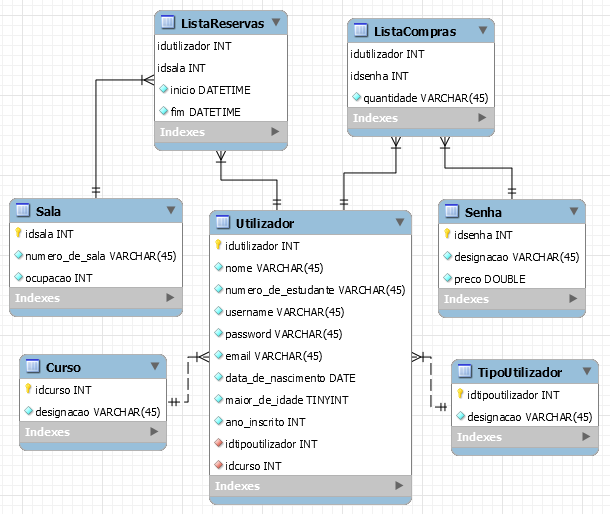 ListaReservas
idutilizador INT
idsala INT
inicio DATETIME
fim DATETIME
Indexes
ListaCompras
idutilizador INT
idsenha INT
quantidade VARCHAR(45)
Indexes
Sala
idsala INT
numero_de_sala VARCHAR(45)
ocupacao INT
Indexes
Utilizador
idutilizador INT
nome VARCHAR(45)
numero_de_estudante VARCHAR(45)
username VARCHAR(45)
password VARCHAR(45)
email VARCHAR(45)
data_de_nascimento DATE
maior_de_idade TINYINT
ano_inscrito INT
idtipoutilizador INT
idcurso INT
Indexes
Senha
idsenha INT
designacao VARCHAR(45)
preco DOUBLE
Indexes
Curso
idcurso INT
designacao VARCHAR(45)
Indexes
TipoUtilizador
idtipoutilizador INT
designacao VARCHAR(45)
Indexes